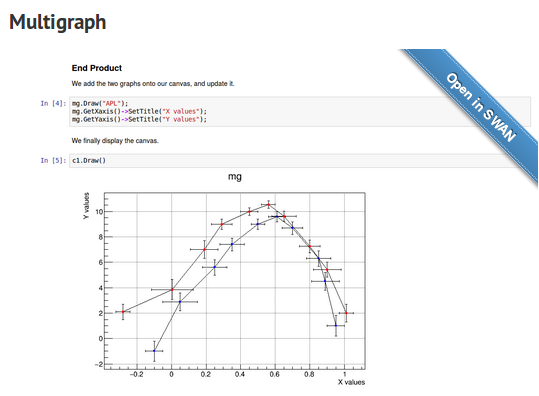 Multigraph
Open in SWAN
End Product
We add the two graphs onto our canvas, and update it.
In [4]: mg.Draw("APL");
mg.GetXaxis()->SetTitle("X values");
mg.GetYaxis()->SetTitle("Y values");
We finally display the canvas.
In [5]: c1.Draw()
mg
Y values
10
8
6
4
2
0
−2
−0.2 0 0.2 0.4 0.6 0.8 1
X values